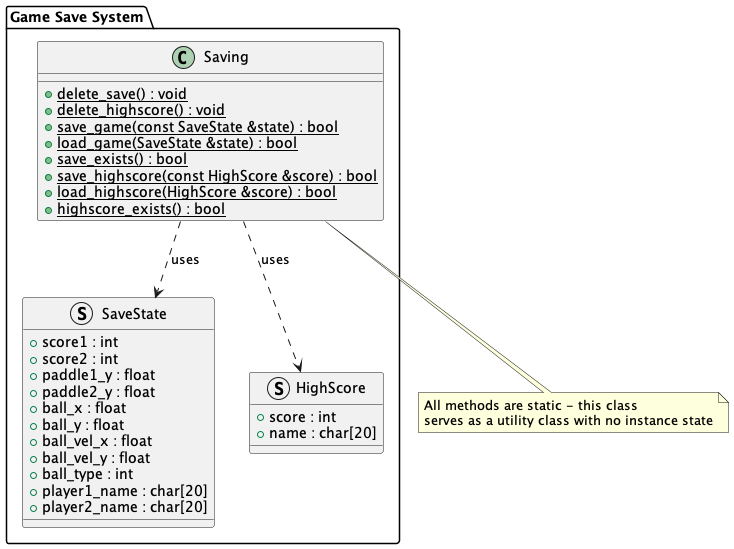 Game Save System
C Saving
delete_save() : void
delete_highscore() : void
save_game(const SaveState &state) : bool
load_game(SaveState &state) : bool
save_exists() : bool
save_highscore(const HighScore &score) : bool
load_highscore(HighScore &score) : bool
highscore_exists() : bool
uses
uses
S SaveState
score1 : int
score2 : int
paddle1_y : float
paddle2_y : float
ball_x : float
ball_y : float
ball_vel_x : float
ball_vel_y : float
ball_type : int
player1_name : char[20]
player2_name : char[20]
S HighScore
score : int
name : char[20]
All methods are static – this class
serves as a utility class with no instance state